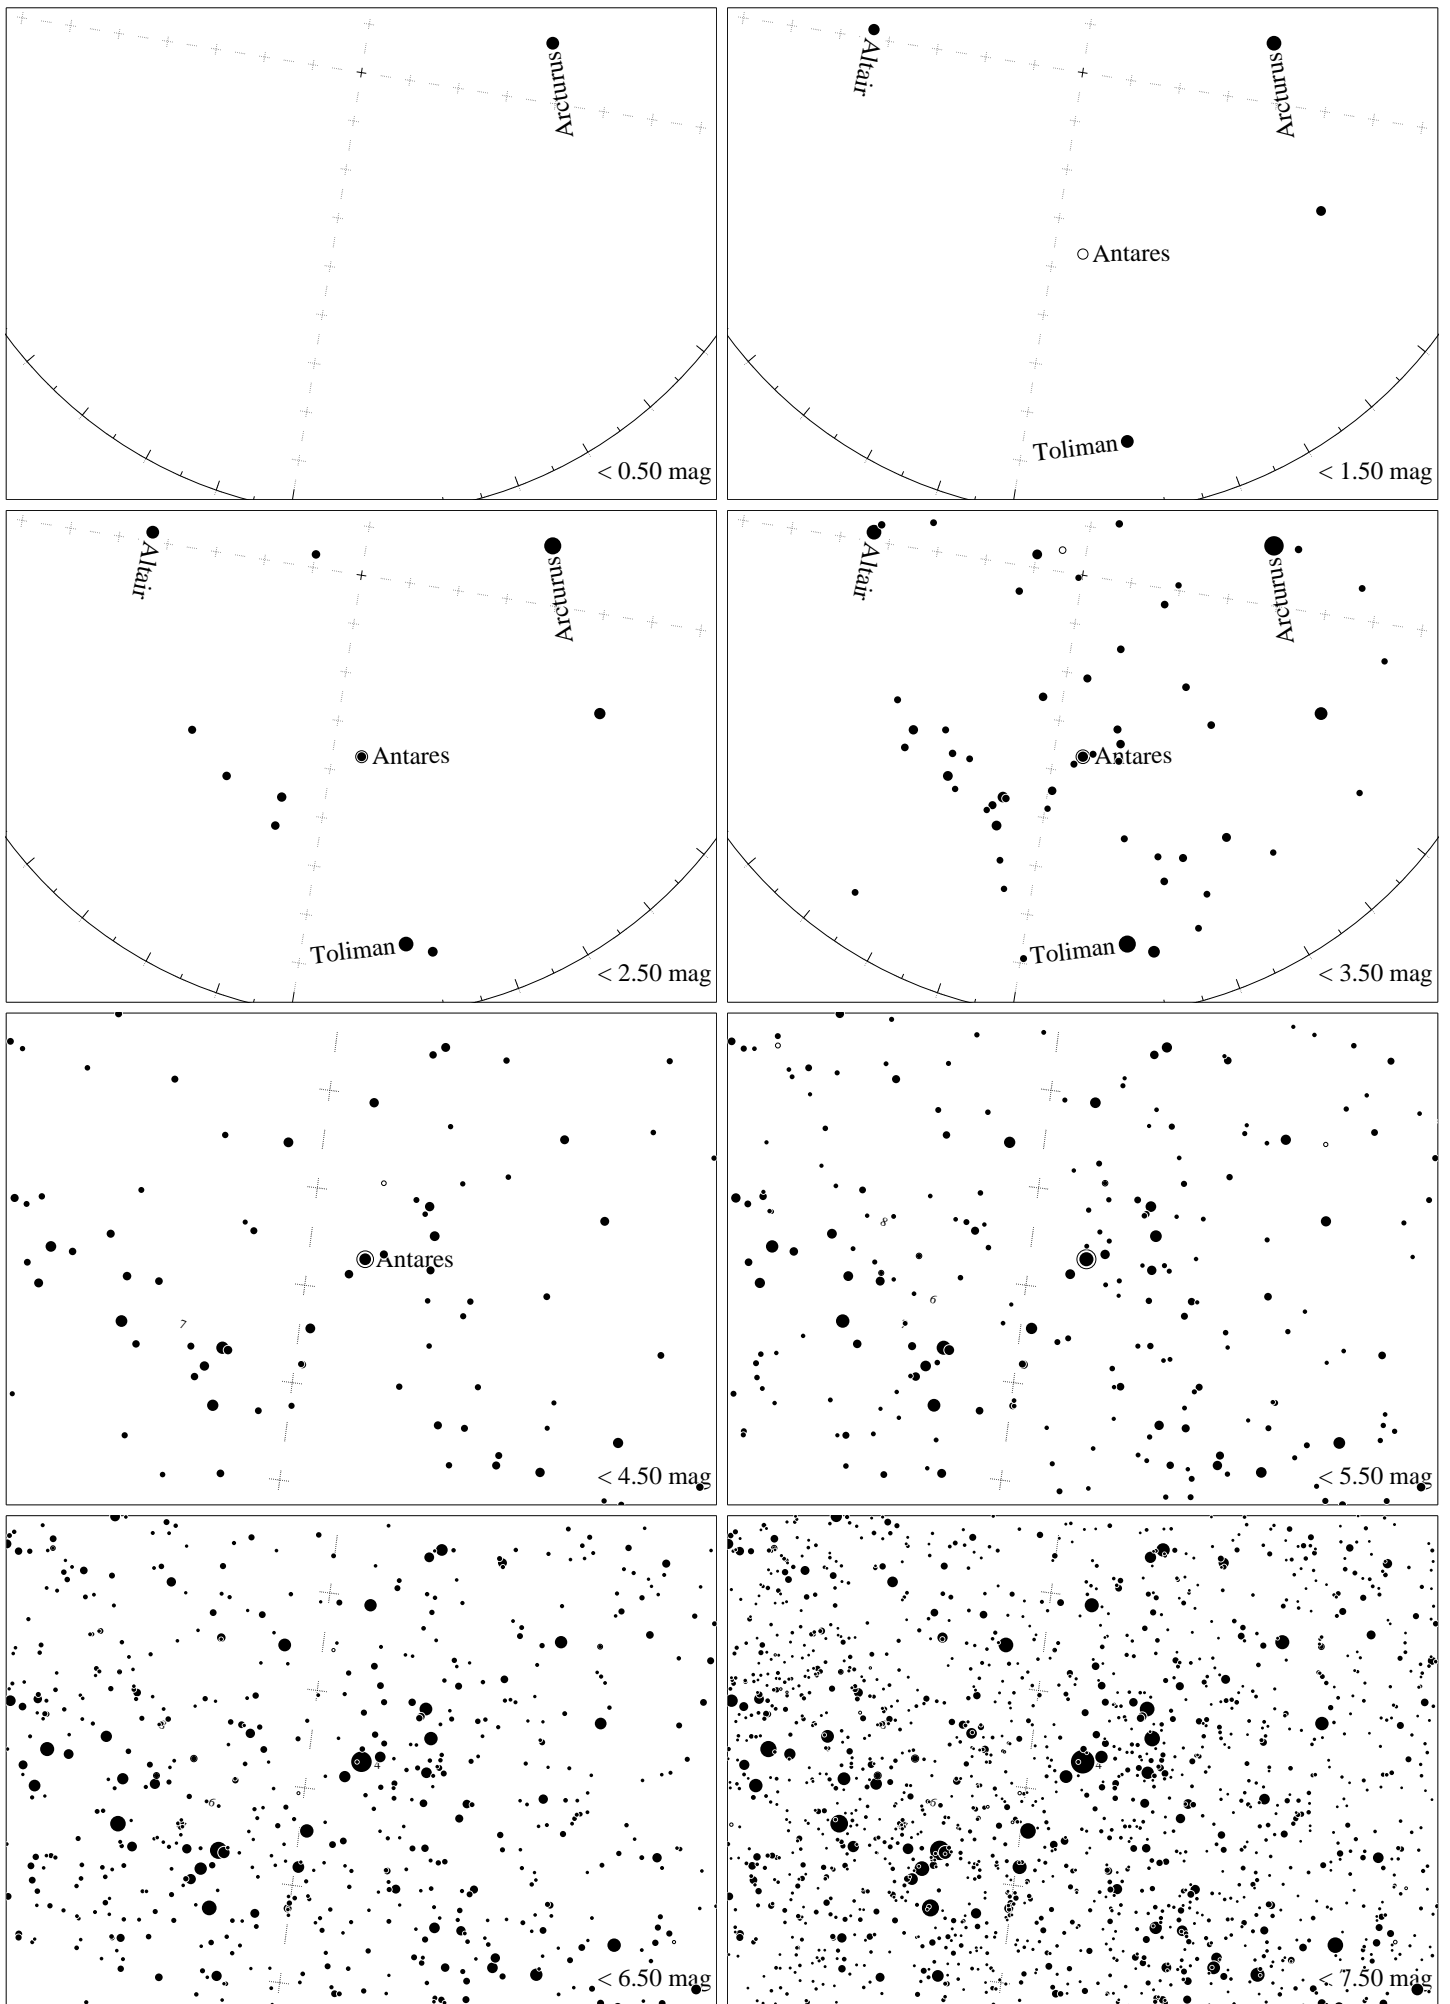 Arcturus
< 0.50 mag
Altair
Arcturus
Antares
Toliman
< 1.50 mag
Altair
Arcturus
Antares
Toliman
< 2.50 mag
Altair
Arcturus
Antares
Toliman
< 3.50 mag
Antares
7
< 4.50 mag
8
6
< 5.50 mag
4
6
< 6.50 mag
4
< 7.50 mag